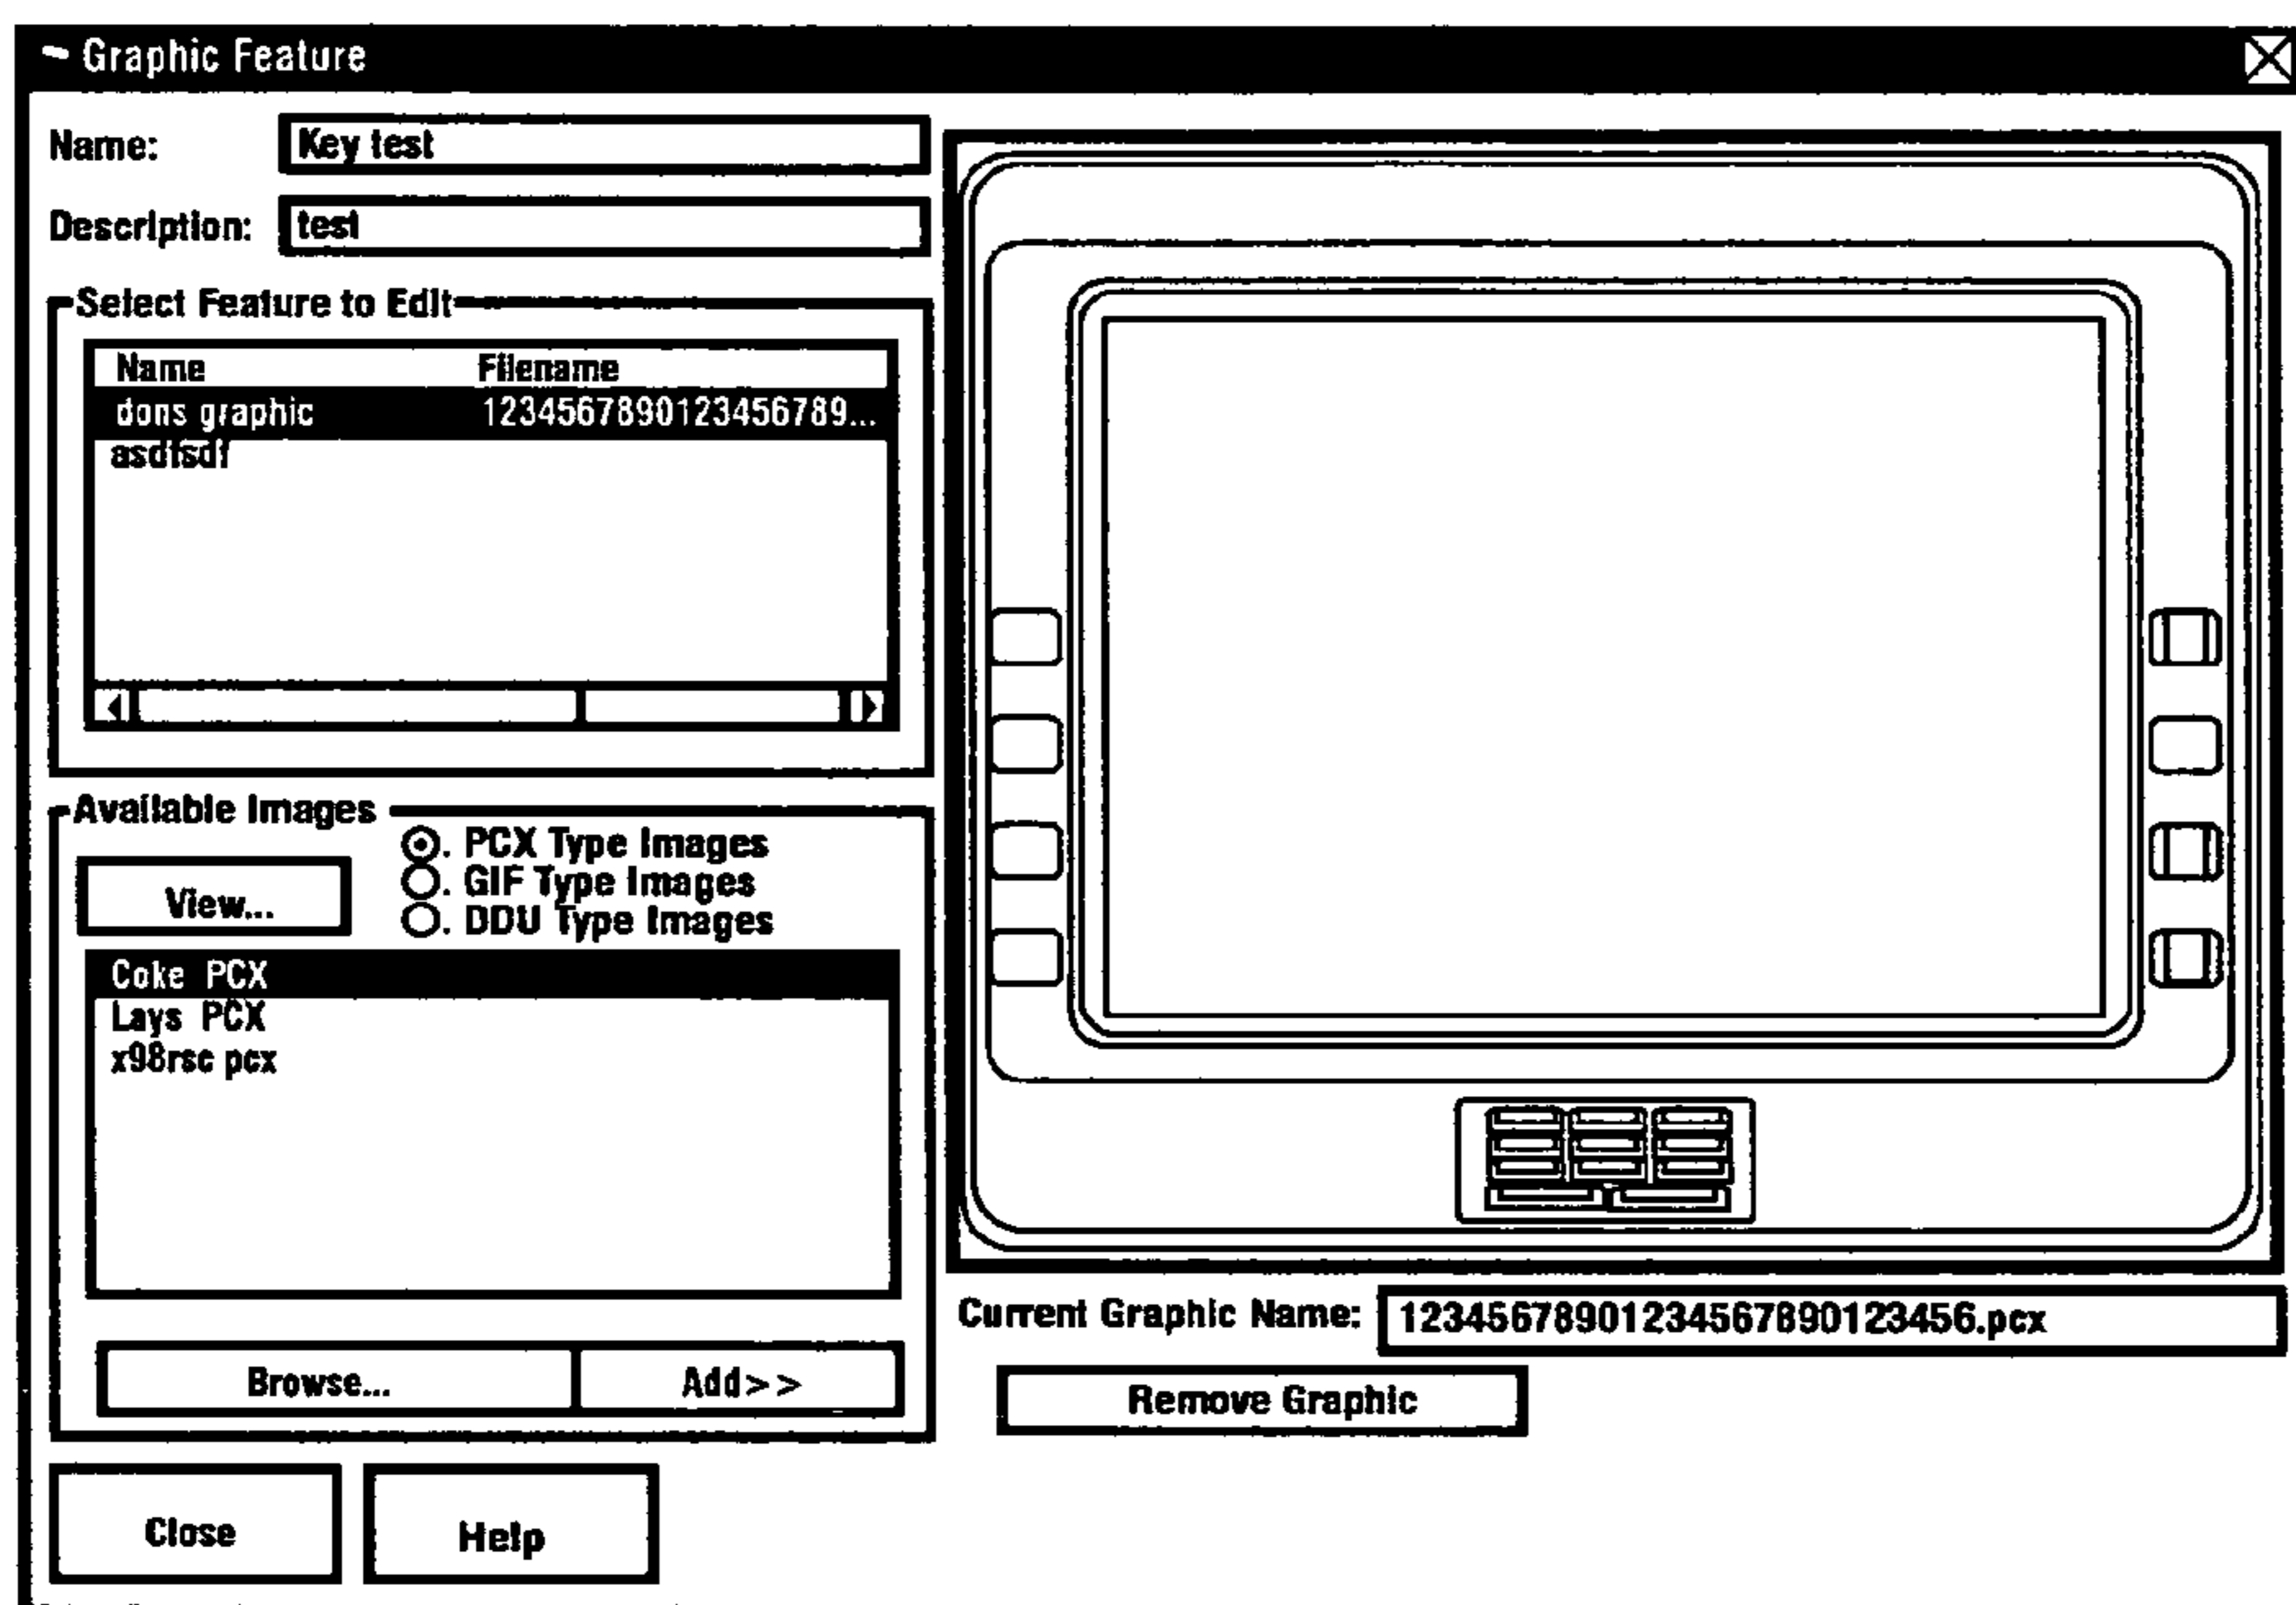 Graphic Feature
Name: Key test
Description: test
Select Feature to Edit
Name Filename
dons graphic 1234567890123456789...
asdfsdf
Available Images
PCX Type Images
GIF Type Images
DDU Type Images
View...
Coke PCX
Lays PCX
x98rsc pcx
Browse... Add>>
Current Graphic Name: 12345678901234567890123456.pcx
Remove Graphic
Close Help